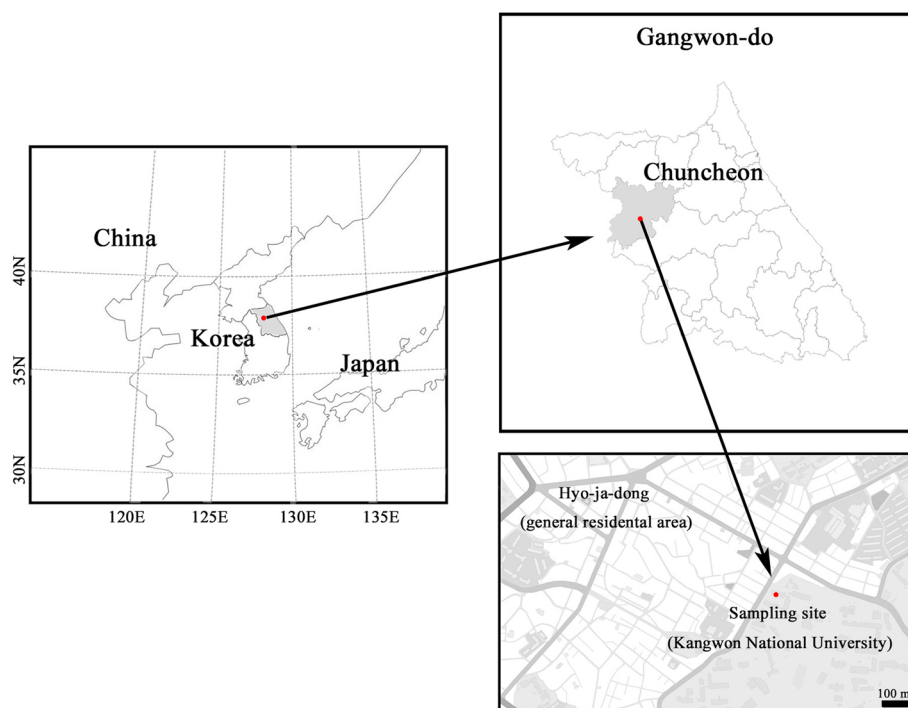 China
Korea
Japan
40N
35N
30N
120E
125E
130E
135E
Gangwon-do
Chuncheon
Hyo-ja-dong
(general residental area)
Sampling site
(Kangwon National University)
100 m